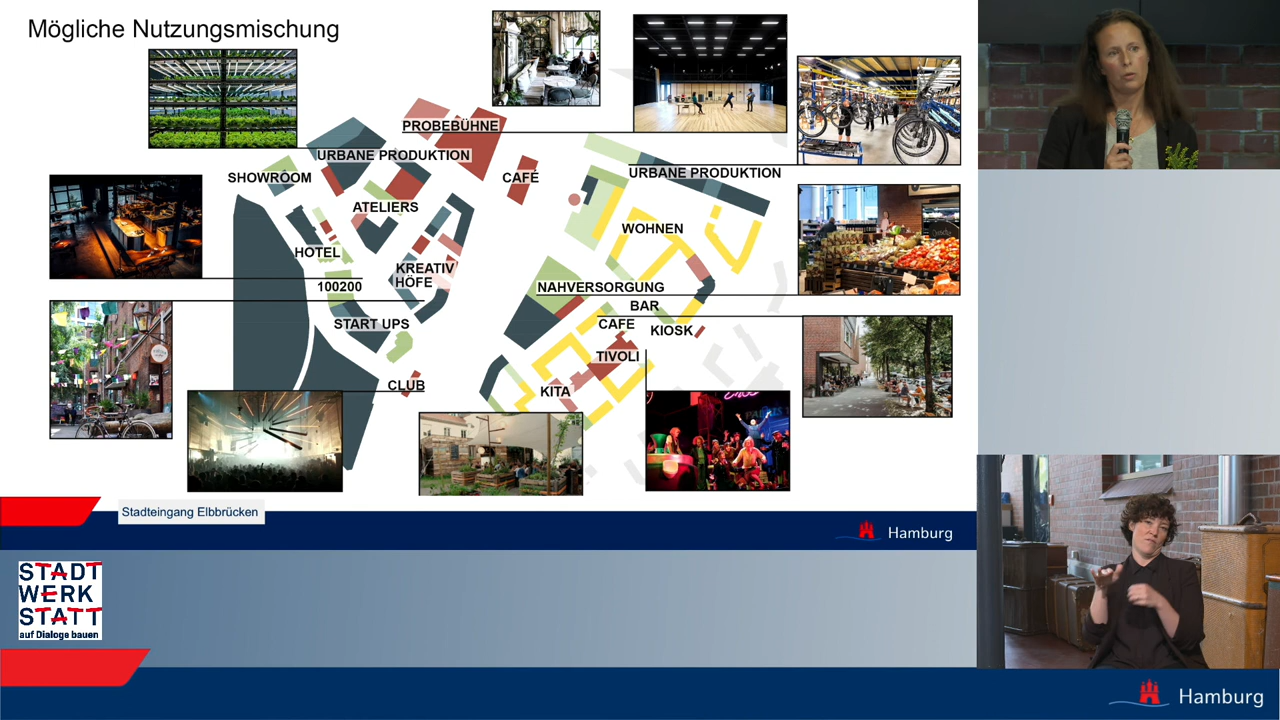 Mögliche Nutzungsmischung
PROBEBÜHNE
URBANE PRODUKTION
SHOWROOM
CAFÉ
URBANE PRODUKTION
ATELIERS
WOHNEN
HOTEL
KREATIV
HÖFE
100200
NAHVERSORGUNG
BAR
START UPS
CAFE
KIOSK
TIVOLI
CLUB
KITA
Stadteingang Elbbrücken
Hamburg
STADT
WERK
STATT
auf Dialoge bauen
Hamburg